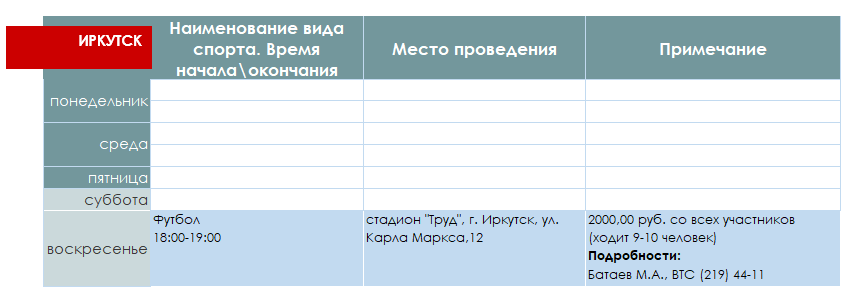 ИРКУТСК
Наименование вида
спорта. Время
начала\окончания
Место проведения
Примечание
понедельник
среда
пятница
суббота
воскресенье
Футбол
18:00-19:00
стадион "Труд", г. Иркутск, ул.
Карла Маркса,12
2000,00 руб. со всех участников
(ходит 9-10 человек)
Подробности:
Батаев М.А., ВТС (219) 44-11